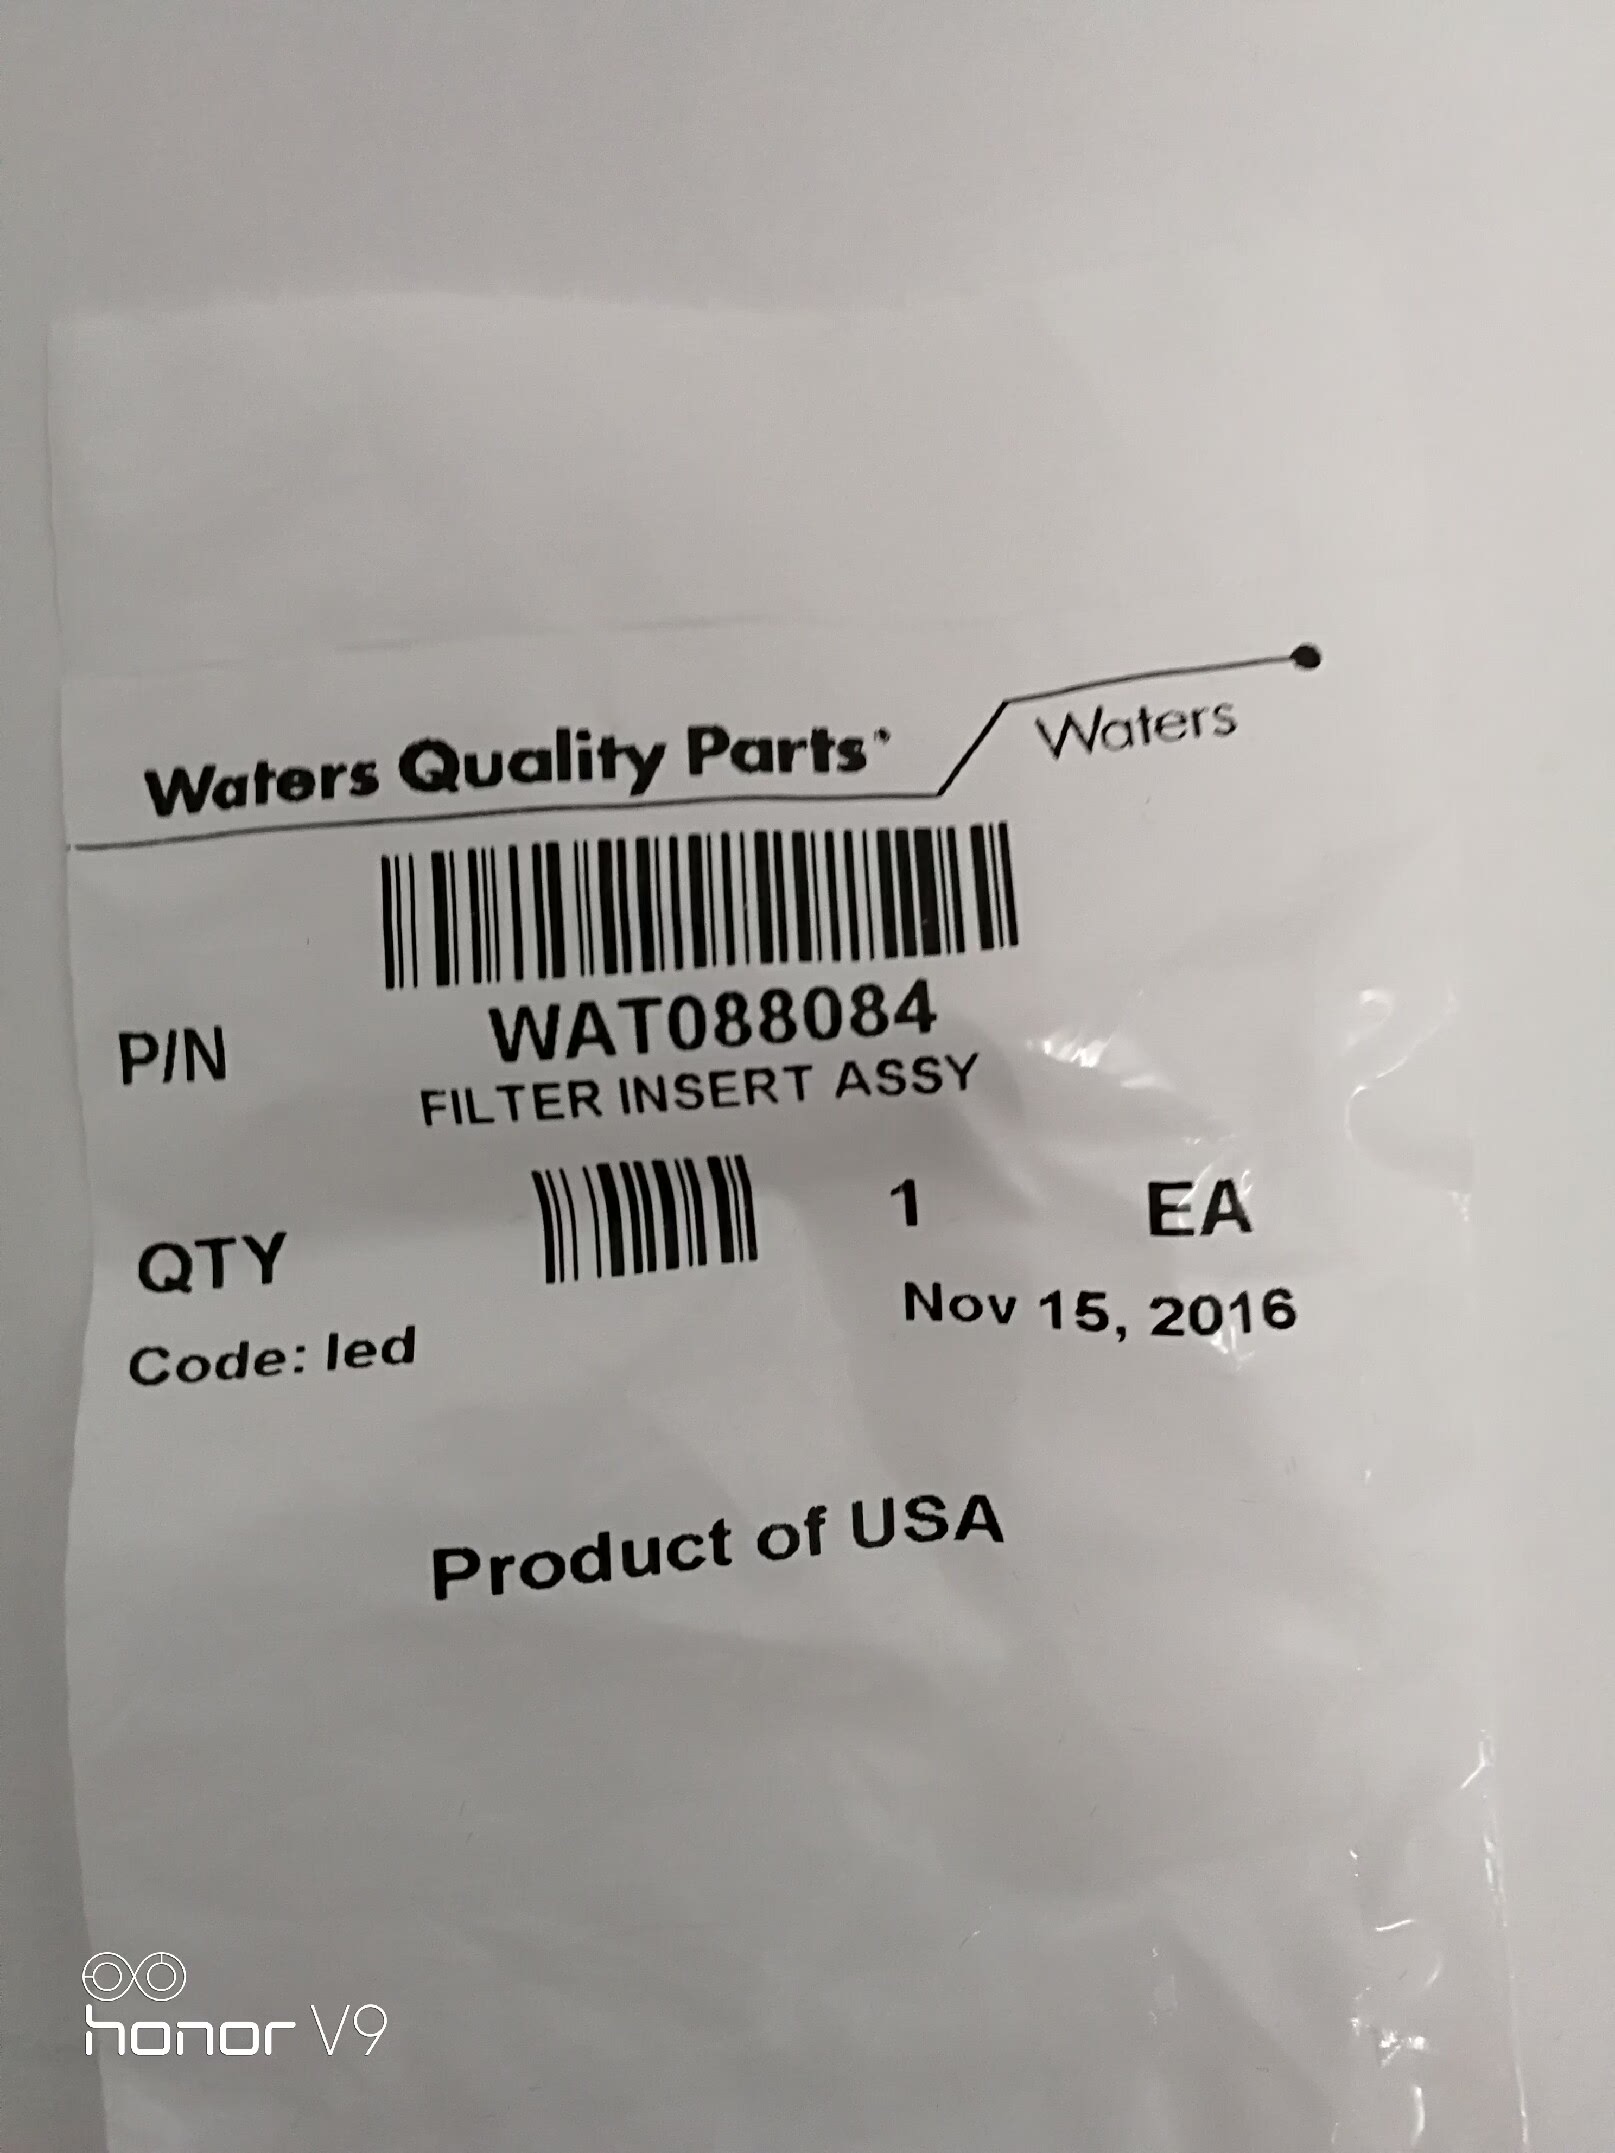 Waters Quality Parts™
Waters
P/N WAT088084
FILTER INSERT ASSY
QTY 1 EA
Code: led Nov 15, 2016
Product of USA
honor V9